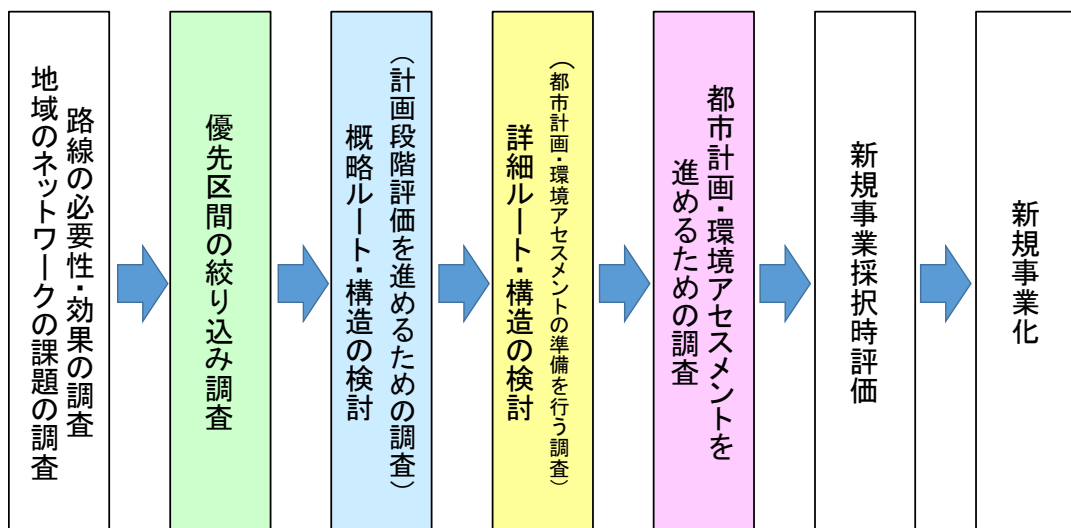 路線の必要性・効果の調査
地域のネットワークの課題の調査
優先区間の絞り込み調査
（計画段階評価を進めるための調査）
概略ルート・構造の検討
（都市計画・環境アセスメントの準備を行う調査）
詳細ルート・構造の検討
都市計画・環境アセスメントを
進めるための調査
新規事業採択時評価
新規事業化